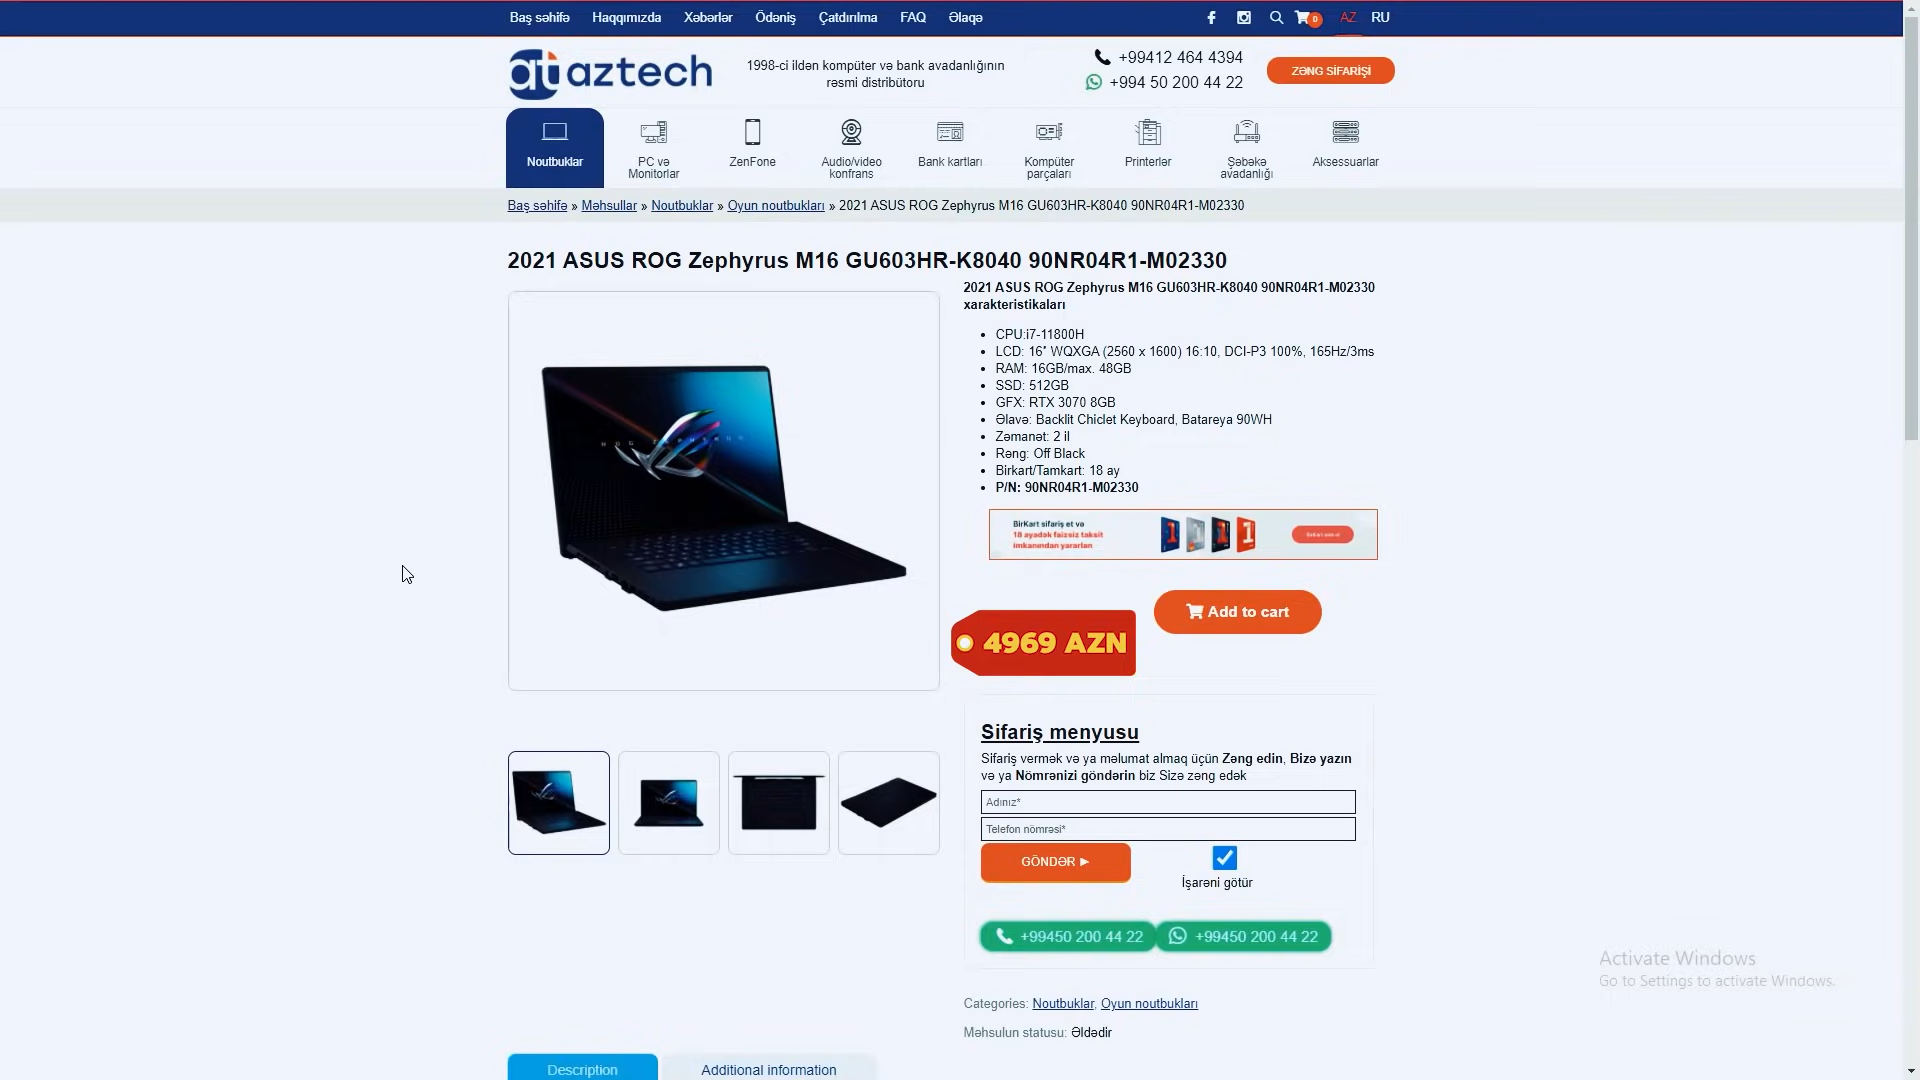 Baş səhifə Haqqımızda Xəbərlər Ödəniş Çatdırılma FAQ Əlaqə 0 AZ RU
aztech
1998-ci ildən kompüter və bank avadanlığının
rəsmi distribütoru
+99412 464 4394
+994 50 200 44 22
ZƏNG SİFARİŞİ
Noutbuklar
PC və
Monitorlar
ZenFone
Audio/video
konfrans
Bank kartları
Kompüter
parçaları
Printerlər
Şəbəkə
avadanlığı
Aksessuarlar
Baş səhifə » Məhsullar » Noutbuklar » Oyun noutbukları » 2021 ASUS ROG Zephyrus M16 GU603HR-K8040 90NR04R1-M02330
2021 ASUS ROG Zephyrus M16 GU603HR-K8040 90NR04R1-M02330
ROG ZEPHYRUS
2021 ASUS ROG Zephyrus M16 GU603HR-K8040 90NR04R1-M02330
xarakteristikaları
• CPU:i7-11800H
• LCD: 16" WQXGA (2560 x 1600) 16:10, DCI-P3 100%, 165Hz/3ms
• RAM: 16GB/max. 48GB
• SSD: 512GB
• GFX: RTX 3070 8GB
• Əlavə: Backlit Chiclet Keyboard, Batareya 90WH
• Zəmanət: 2 il
• Rəng: Off Black
• Birkart/Tamkart: 18 ay
• P/N: 90NR04R1-M02330
BirKart sifariş et və
18 ayadək faizsiz taksit
imkanından yararlan
Add to cart
4969 AZN
Sifariş menyusu
Sifariş vermək və ya məlumat almaq üçün Zəng edin, Bizə yazın
və ya Nömrənizi göndərin biz Sizə zəng edək
Adınız*
Telefon nömrəsi*
GÖNDƏR ►
İşarəni götür
+99450 200 44 22
+99450 200 44 22
Categories: Noutbuklar, Oyun noutbukları
Məhsulun statusu: Əldədir
Description
Additional information
Activate Windows
Go to Settings to activate Windows.